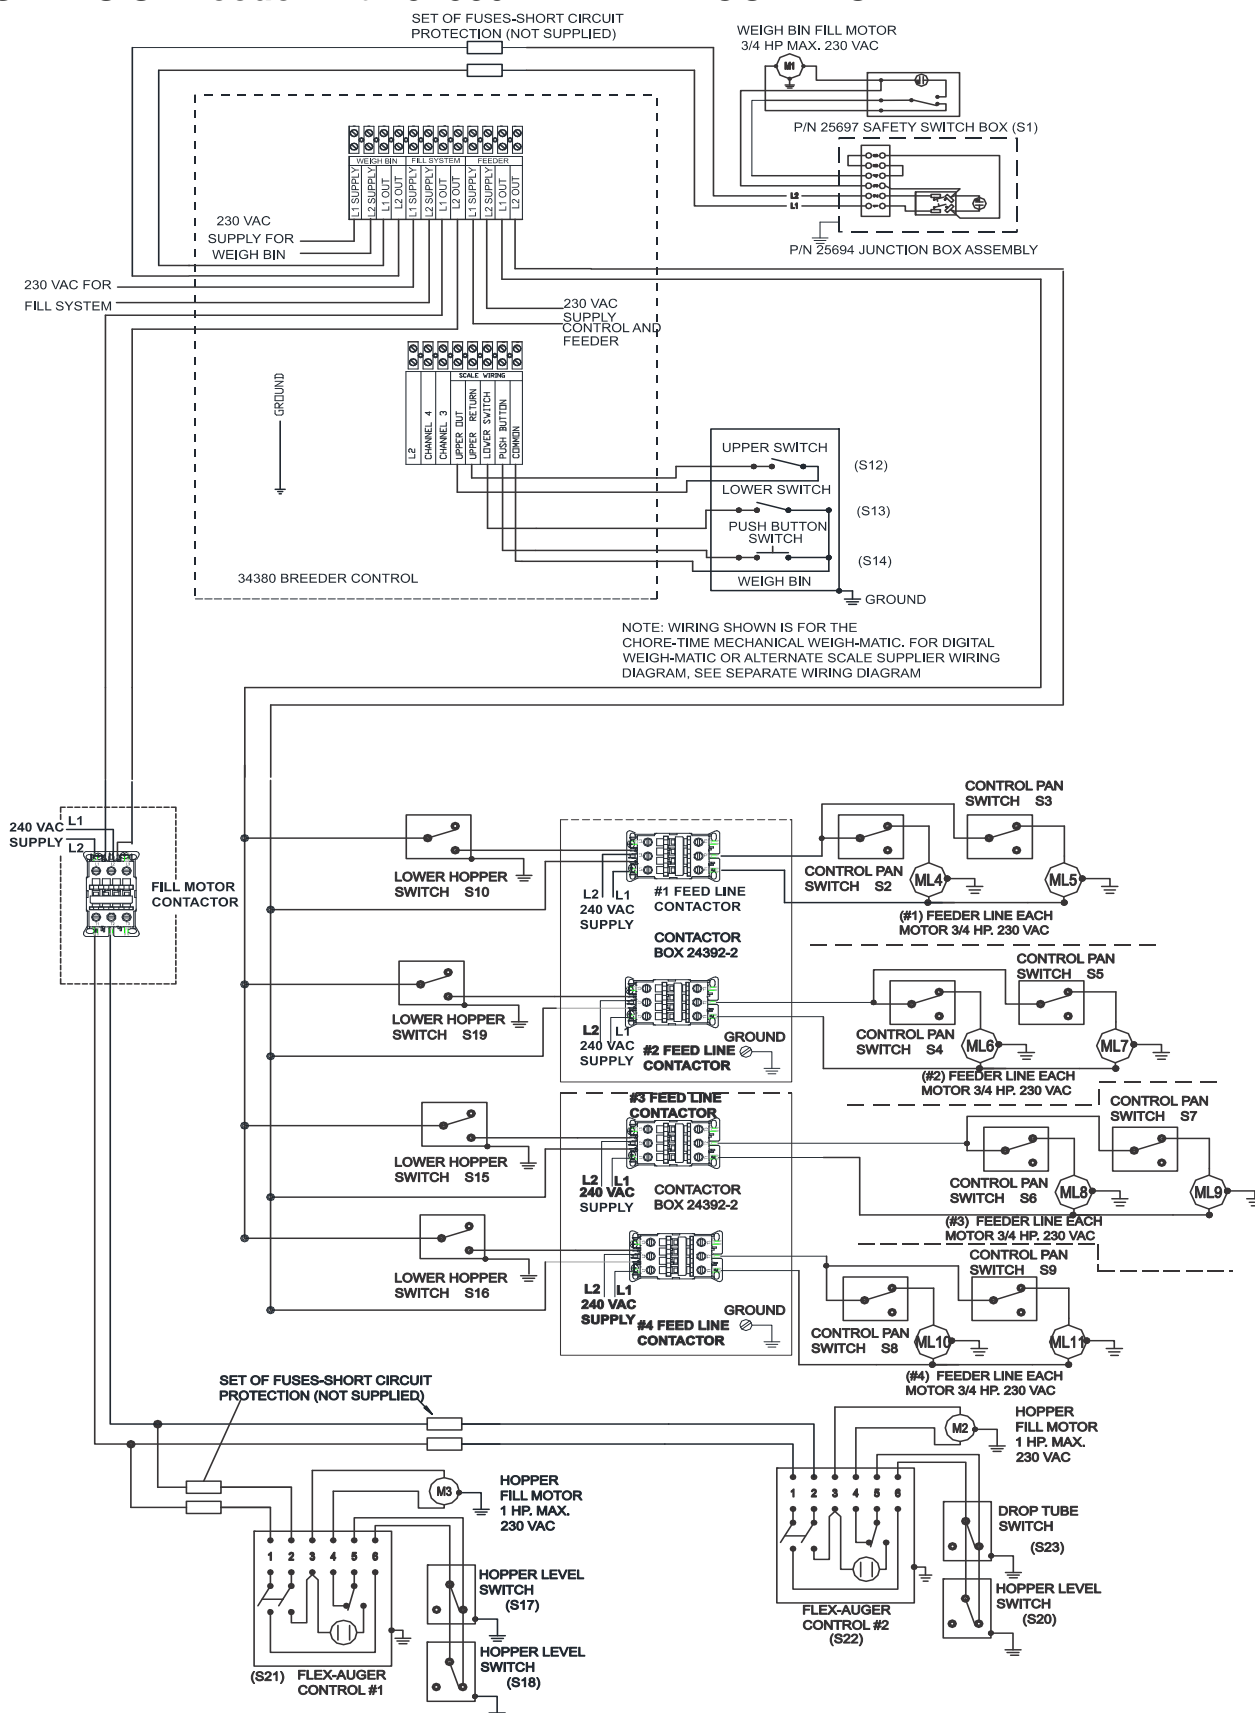 SET OF FUSES-SHORT CIRCUIT
PROTECTION (NOT SUPPLIED)
WEIGH BIN FILL MOTOR
3/4 HP MAX. 230 VAC
M1
P/N 25697 SAFETY SWITCH BOX (S1)
L2
L1
P/N 25694 JUNCTION BOX ASSEMBLY
WEIGH BIN
FILL SYSTEM
FEEDER
L1 SUPPLY
L2 SUPPLY
L1 OUT
L2 OUT
L1 SUPPLY
L2 SUPPLY
L1 OUT
L2 OUT
L1 SUPPLY
L2 SUPPLY
L1 OUT
L2 OUT
230 VAC
SUPPLY FOR
WEIGH BIN
230 VAC FOR
FILL SYSTEM
230 VAC
SUPPLY
CONTROL AND
FEEDER
GROUND
SCALE WIRING
L2
CHANNEL 4
CHANNEL 3
UPPER OUT
UPPER RETURN
LOWER SWITCH
PUSH BUTTON
COMMON
UPPER SWITCH
(S12)
LOWER SWITCH
(S13)
PUSH BUTTON
SWITCH
(S14)
WEIGH BIN
GROUND
34380 BREEDER CONTROL
NOTE: WIRING SHOWN IS FOR THE
CHORE-TIME MECHANICAL WEIGH-MATIC. FOR DIGITAL
WEIGH-MATIC OR ALTERNATE SCALE SUPPLIER WIRING
DIAGRAM, SEE SEPARATE WIRING DIAGRAM
240 VAC
SUPPLY
L1
L2
FILL MOTOR
CONTACTOR
LOWER HOPPER
SWITCH S10
L2 L1
240 VAC
SUPPLY
#1 FEED LINE
CONTACTOR
CONTACTOR
BOX 24392-2
CONTROL PAN
SWITCH S3
CONTROL PAN
SWITCH S2
ML4
ML5
(#1) FEEDER LINE EACH
MOTOR 3/4 HP. 230 VAC
LOWER HOPPER
SWITCH S19
L2 L1
240 VAC
SUPPLY
#2 FEED LINE
CONTACTOR
GROUND
CONTROL PAN
SWITCH S5
CONTROL PAN
SWITCH S4
ML6
ML7
(#2) FEEDER LINE EACH
MOTOR 3/4 HP. 230 VAC
#3 FEED LINE
CONTACTOR
LOWER HOPPER
SWITCH S15
L2 L1
240 VAC
SUPPLY
CONTACTOR
BOX 24392-2
CONTROL PAN
SWITCH S7
CONTROL PAN
SWITCH S6
ML8
ML9
(#3) FEEDER LINE EACH
MOTOR 3/4 HP. 230 VAC
LOWER HOPPER
SWITCH S16
L2 L1
240 VAC
SUPPLY
#4 FEED LINE
CONTACTOR
GROUND
CONTROL PAN
SWITCH S9
CONTROL PAN
SWITCH S8
ML10
ML11
(#4) FEEDER LINE EACH
MOTOR 3/4 HP. 230 VAC
SET OF FUSES-SHORT CIRCUIT
PROTECTION (NOT SUPPLIED)
M2
HOPPER
FILL MOTOR
1 HP. MAX.
230 VAC
1 2 3 4 5 6
DROP TUBE
SWITCH
(S23)
HOPPER LEVEL
SWITCH
(S20)
FLEX-AUGER
CONTROL #2
(S22)
M3
HOPPER
FILL MOTOR
1 HP. MAX.
230 VAC
1 2 3 4 5 6
HOPPER LEVEL
SWITCH
(S17)
HOPPER LEVEL
SWITCH
(S18)
(S21) FLEX-AUGER
CONTROL #1